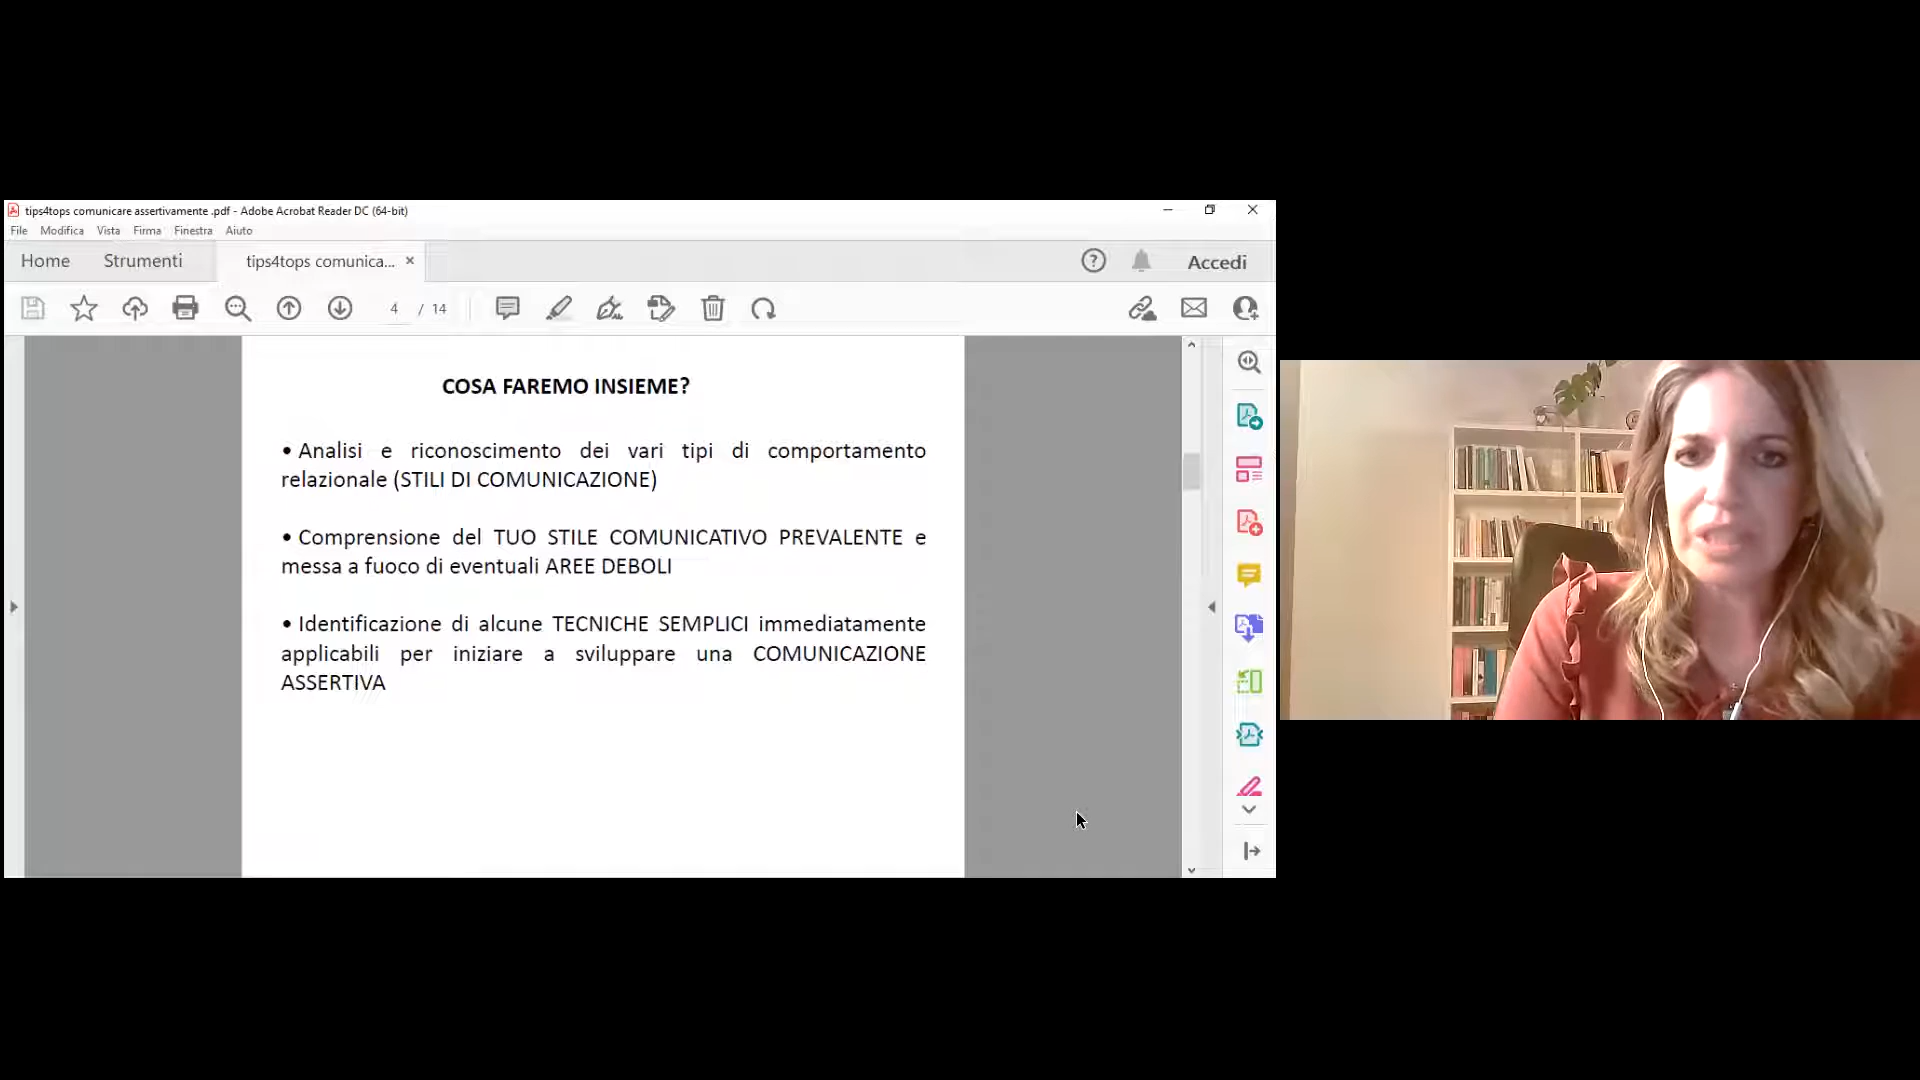 tips4tops comunicare assertivamente .pdf - Adobe Acrobat Reader DC (64-bit)
File Modifica Vista Firma Finestra Aiuto
Home Strumenti tips4tops comunica... × Accedi
4 / 14
COSA FAREMO INSIEME?
• Analisi e riconoscimento dei vari tipi di comportamento
relazionale (STILI DI COMUNICAZIONE)
• Comprensione del TUO STILE COMUNICATIVO PREVALENTE e
messa a fuoco di eventuali AREE DEBOLI
• Identificazione di alcune TECNICHE SEMPLICI immediatamente
applicabili per iniziare a sviluppare una COMUNICAZIONE
ASSERTIVA